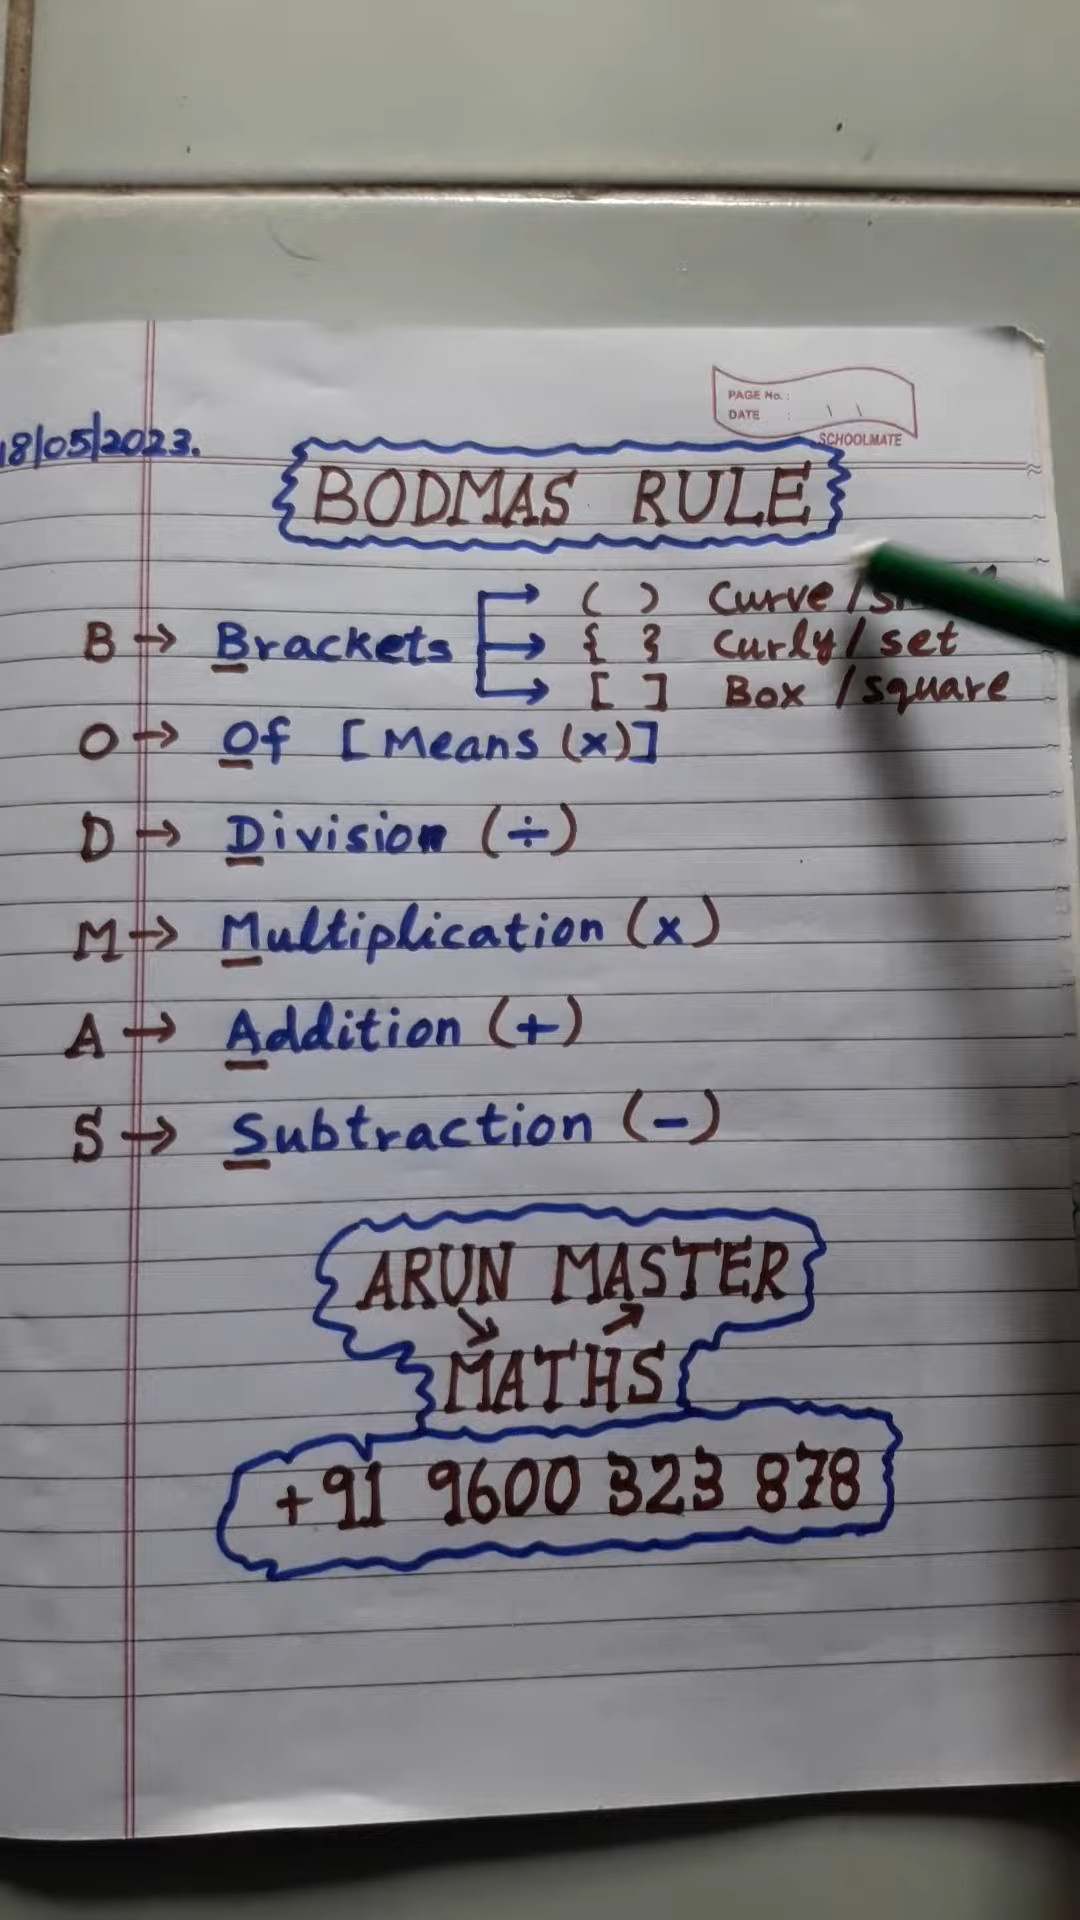 PAGE No. :
DATE : \ \
SCHOOLMATE
18/05/2023.
BODMAS RULE
B → Brackets → ( ) Curve /
→ { } Curly / set
→ [ ] Box / square
O → Of [Means (x)]
D → Division (÷)
M → Multiplication (x)
A → Addition (+)
S → Subtraction (-)
ARUN MASTER
MATHS
+91 9600 323 878